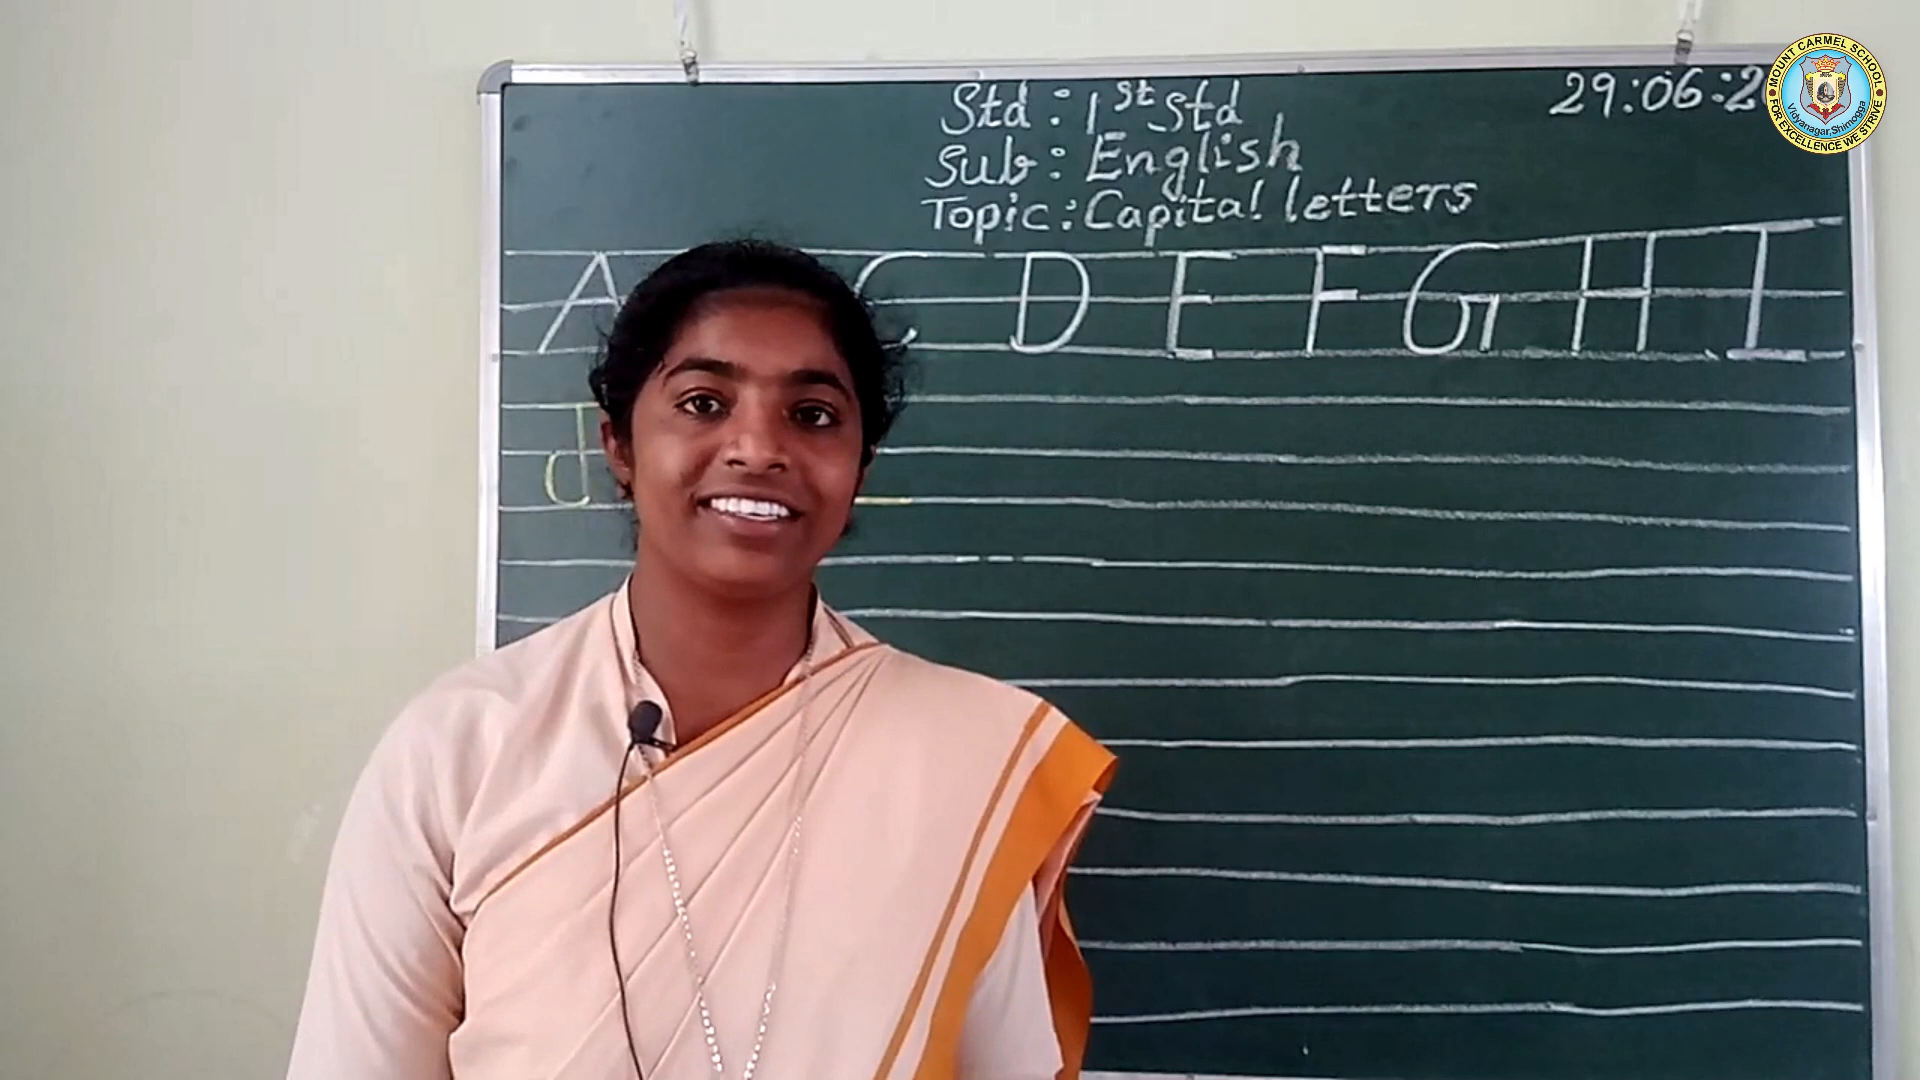 Std : 1st Std
29:06:2
Sub : English
Topic : Capital letters
A C D E F G H I
d
MOUNT CARMEL SCHOOL
Vidyanagar, Shimogga
FOR EXCELLENCE WE STRIVE